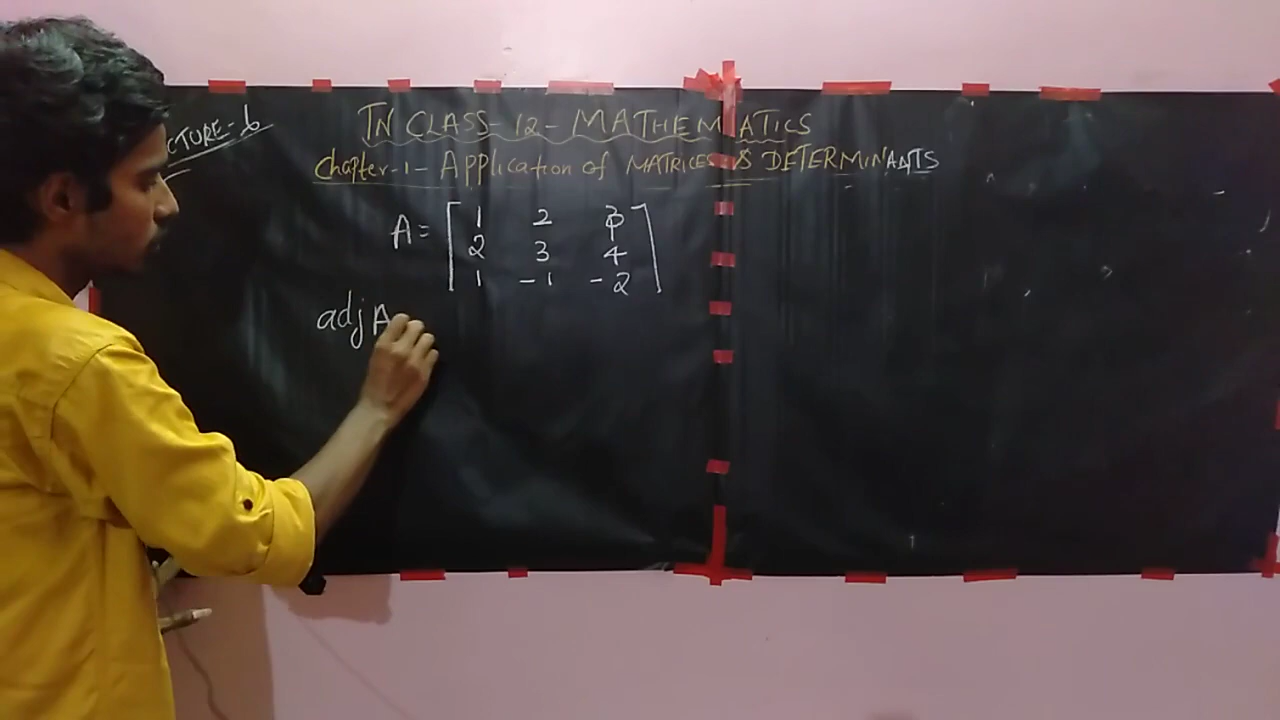 CTURE-6
TN CLASS-12-MATHEMATICS
Chapter-1-Application of MATRICES & DETERMINANTS
A = [ 1 2 3
2 3 4
1 -1 -2 ]
adj A